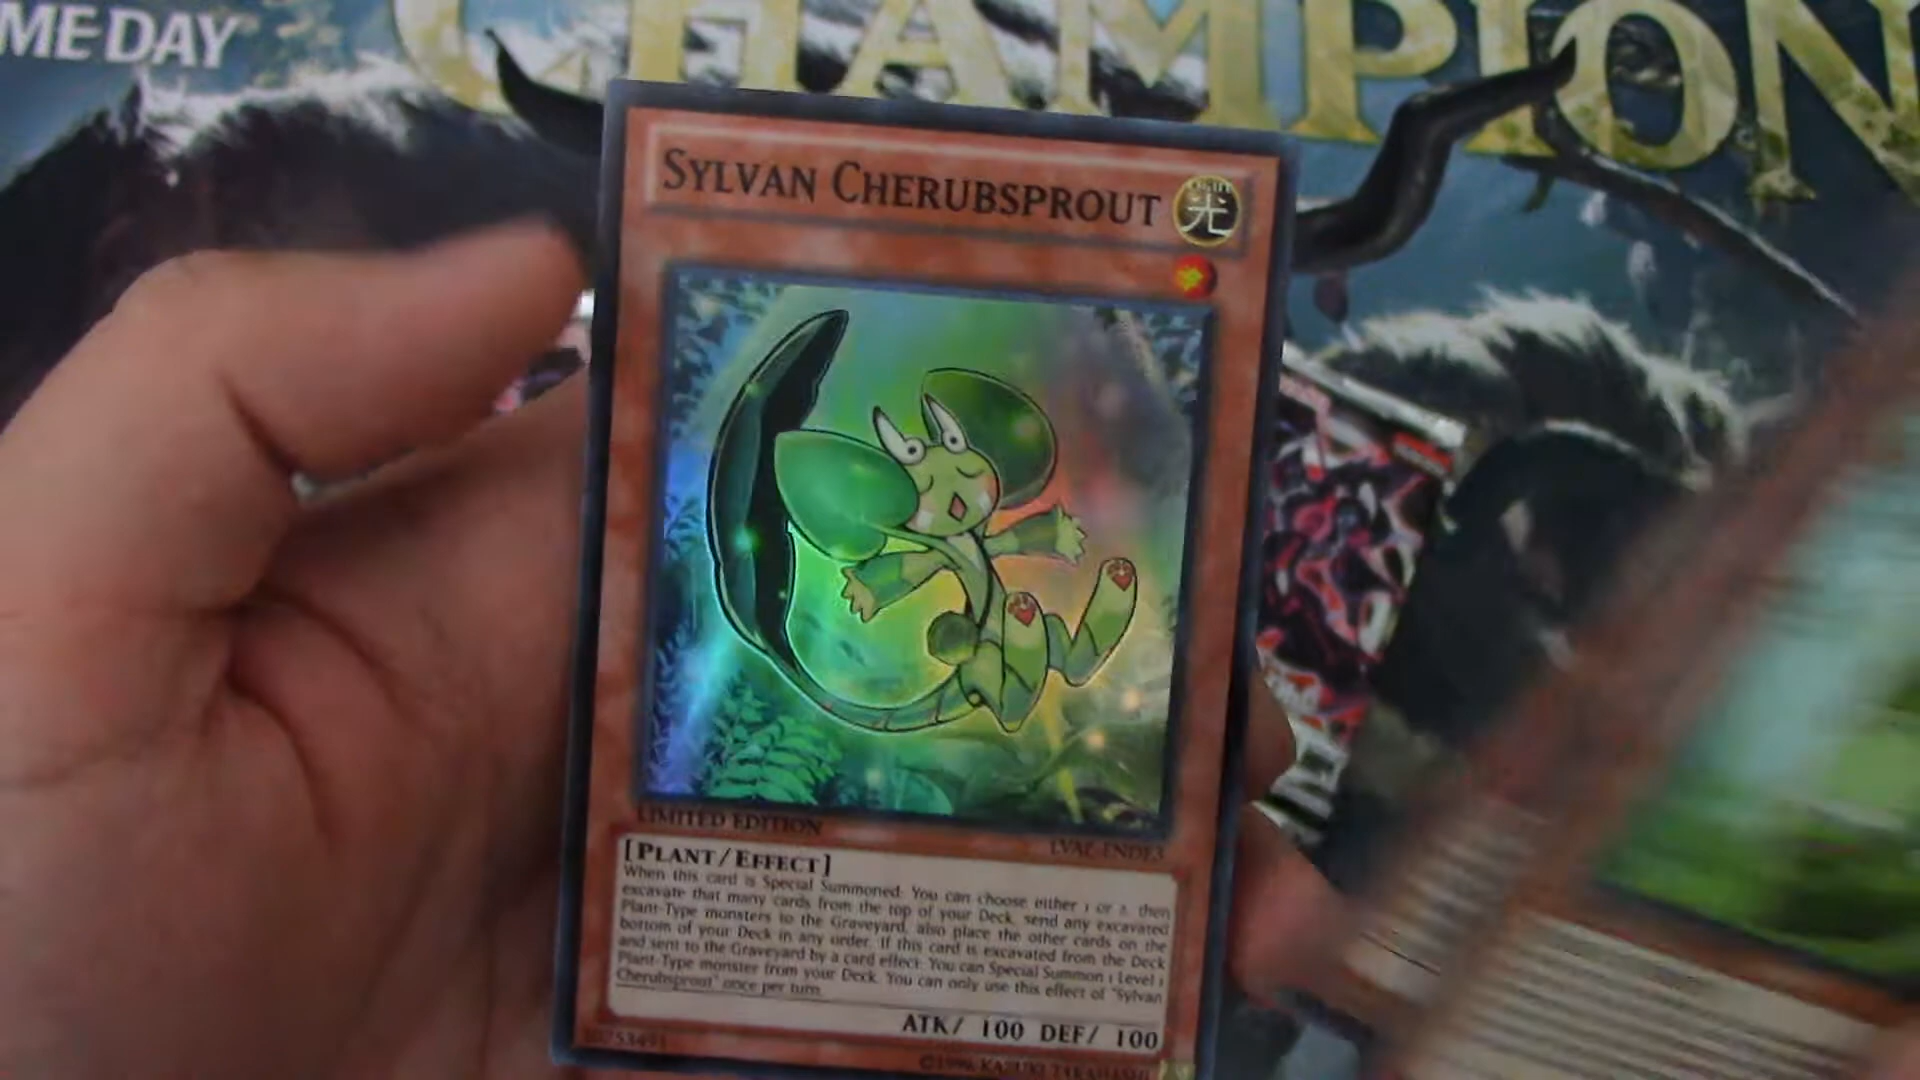 ME DAY
CHAMPION
SYLVAN CHERUBSPROUT
光
LIMITED EDITION
[PLANT/EFFECT]
When this card is Special Summoned: You can choose either 1 or 2, then
excavate that many cards from the top of your Deck, send any excavated
Plant-Type monsters to the Graveyard, also place the other cards on the
bottom of your Deck in any order. If this card is excavated from the Deck
and sent to the Graveyard by a card effect: You can Special Summon 1 Level 1
Plant-Type monster from your Deck. You can only use this effect of "Sylvan
Cherubsprout" once per turn.
ATK/ 100 DEF/ 100
©1996 KAZUKI TAKAHASHI